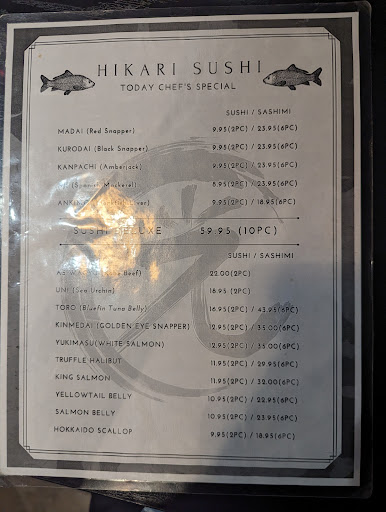 HIKARI SUSHI
TODAY CHEF'S SPECIAL
SUSHI / SASHIMI
MADAI (Red Snapper) 9.95(2PC) / 23.95(6PC)
KURODAI (Black Snapper) 9.95(2PC) / 23.95(6PC)
KANPACHI (Amberjack) 9.95(2PC) / 23.95(6PC)
Mackerel) 8.95(2PC) / 23.95(6PC)
9.95(2PC) / 18.95(6PC)
SUSHI DELUXE 59.95 (10PC)
SUSHI / SASHIMI
Beef) 22.00(2PC)
UNI (Sea Urchin) 18.95 (2PC)
TORO (Bluefin Tuna Belly) 16.95(2PC) / 43.95(6PC)
KINMEDAI (GOLDEN EYE SNAPPER) 12.95(2PC) / 35.00(6PC)
YUKIMASU(WHITE SALMON) 12.95(2PC) / 35.00(6PC)
TRUFFLE HALIBUT 11.95(2PC) / 29.95(6PC)
KING SALMON 11.95(2PC) / 32.00(6PC)
YELLOWTAIL BELLY 10.95(2PC) / 22.95(6PC)
SALMON BELLY 10.95(2PC) / 23.95(6PC)
HOKKAIDO SCALLOP 9.95(2PC) / 18.95(6PC)